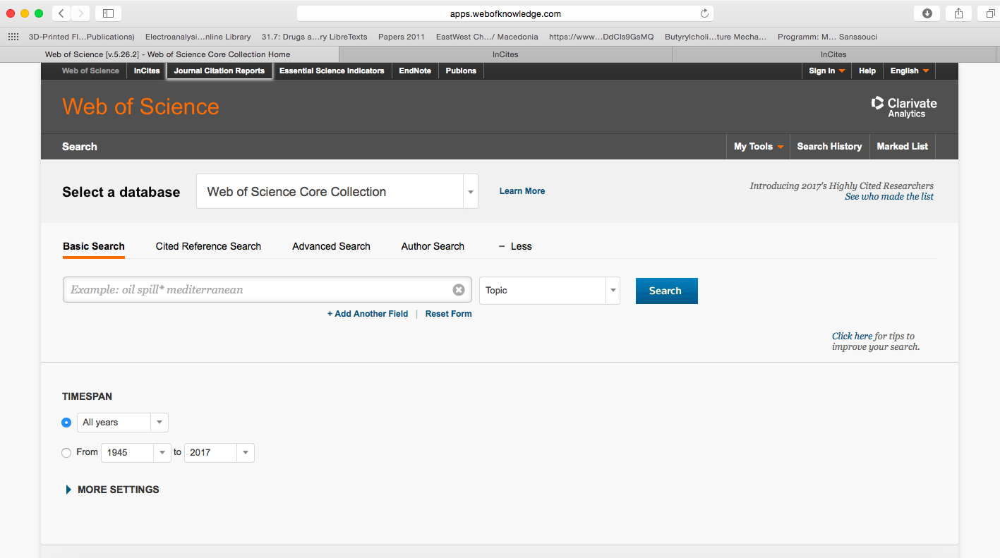 apps.webofknowledge.com
3D-Printed Fl...Publications) Electroanalysi...nline Library 31.7: Drugs a...ry LibreTexts Papers 2011 EastWest Ch.../ Macedonia https://www...DdCIs9GsMQ Butyrylcholi...ture Mecha... Programm: M... Sanssouci
Web of Science [v.5.26.2] - Web of Science Core Collection Home InCites InCites
Web of Science InCites Journal Citation Reports Essential Science Indicators EndNote Publons Sign In Help English
Web of Science Clarivate
Analytics
Search My Tools Search History Marked List
Select a database Web of Science Core Collection Learn More Introducing 2017's Highly Cited Researchers
See who made the list
Basic Search Cited Reference Search Advanced Search Author Search – Less
Example: oil spill* mediterranean Topic Search
+ Add Another Field | Reset Form
Click here for tips to
improve your search.
TIMESPAN
All years
From 1945 to 2017
MORE SETTINGS